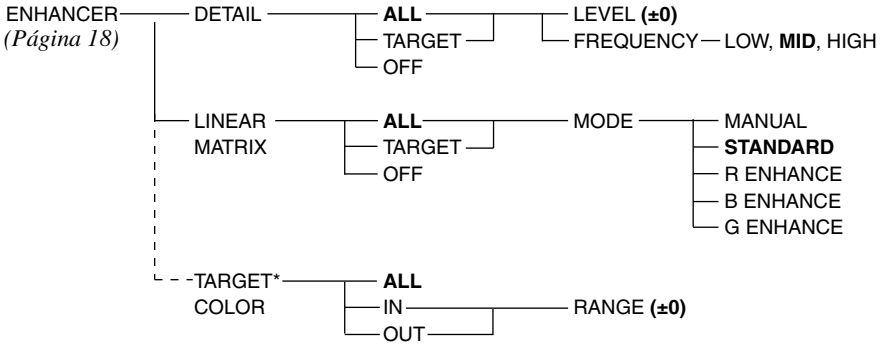 ENHANCER DETAIL ALL LEVEL (±0)
(Página 18) TARGET FREQUENCY LOW, MID, HIGH
OFF
LINEAR ALL MODE MANUAL
MATRIX TARGET STANDARD
OFF R ENHANCE
B ENHANCE
G ENHANCE
TARGET* ALL
COLOR IN RANGE (±0)
OUT